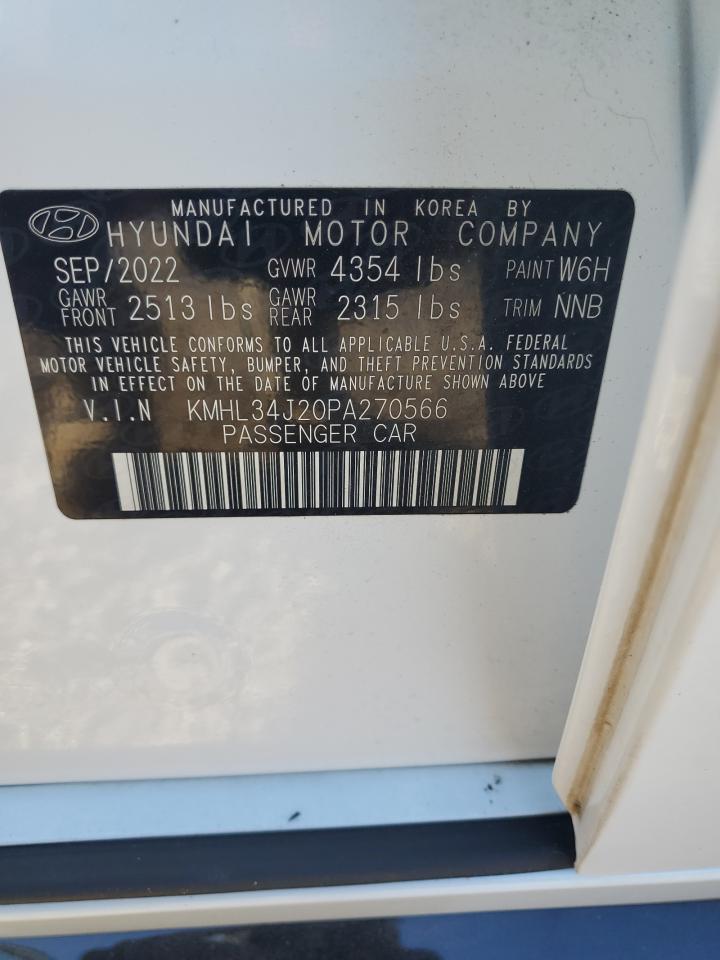 MANUFACTURED IN KOREA BY
HYUNDAI MOTOR COMPANY
SEP/2022 GVWR 4354 lbs PAINT W6H
GAWR FRONT 2513 lbs GAWR REAR 2315 lbs TRIM NNB
THIS VEHICLE CONFORMS TO ALL APPLICABLE U.S.A. FEDERAL
MOTOR VEHICLE SAFETY, BUMPER, AND THEFT PREVENTION STANDARDS
IN EFFECT ON THE DATE OF MANUFACTURE SHOWN ABOVE.
V.I.N KMHL34J20PA270566
PASSENGER CAR